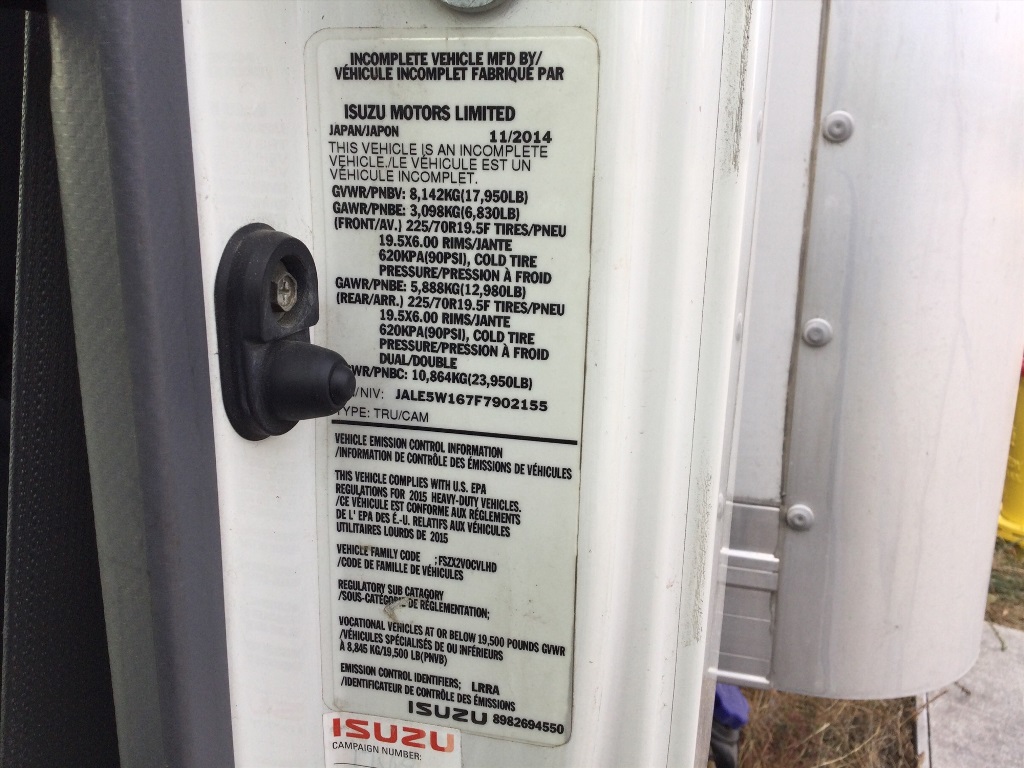 INCOMPLETE VEHICLE MFD BY/
VÉHICULE INCOMPLET FABRIQUÉ PAR
ISUZU MOTORS LIMITED
JAPAN/JAPON 11/2014
THIS VEHICLE IS AN INCOMPLETE
VEHICLE./LE VÉHICULE EST UN
VÉHICULE INCOMPLET.
GVWR/PNBV: 8,142KG(17,950LB)
GAWR/PNBE: 3,098KG(6,830LB)
(FRONT/AV.) 225/70R19.5F TIRES/PNEU
19.5X6.00 RIMS/JANTE
620KPA(90PSI), COLD TIRE
PRESSURE/PRESSION À FROID
GAWR/PNBE: 5,888KG(12,980LB)
(REAR/ARR.) 225/70R19.5F TIRES/PNEU
19.5X6.00 RIMS/JANTE
620KPA(90PSI), COLD TIRE
PRESSURE/PRESSION À FROID
DUAL/DOUBLE
WR/PNBC: 10,864KG(23,950LB)
/NIV: JALE5W167F7902155
TYPE: TRU/CAM
VEHICLE EMISSION CONTROL INFORMATION
/INFORMATION DE CONTRÔLE DES ÉMISSIONS DE VÉHICULES
THIS VEHICLE COMPLIES WITH U.S. EPA
REGULATIONS FOR 2015 HEAVY-DUTY VEHICLES.
/CE VÉHICULE EST CONFORME AUX RÈGLEMENTS
DE L' EPA DES É.-U. RELATIFS AUX VÉHICULES
UTILITAIRES LOURDS DE 2015
VEHICLE FAMILY CODE :FSZX2VOCVLHD
/CODE DE FAMILLE DE VÉHICULES
REGULATORY SUB CATAGORY
/SOUS-CATÉGORIE DE RÉGLEMENTATION;
VOCATIONAL VEHICLES AT OR BELOW 19,500 POUNDS GVWR
/VÉHICULES SPÉCIALISÉS DE OU INFÉRIEURS
À 8,845 KG/19,500 LB(PNVB)
EMISSION CONTROL IDENTIFIERS; LRRA
/IDENTIFICATEUR DE CONTRÔLE DES ÉMISSIONS
ISUZU 8982694550
ISUZU
CAMPAIGN NUMBER: